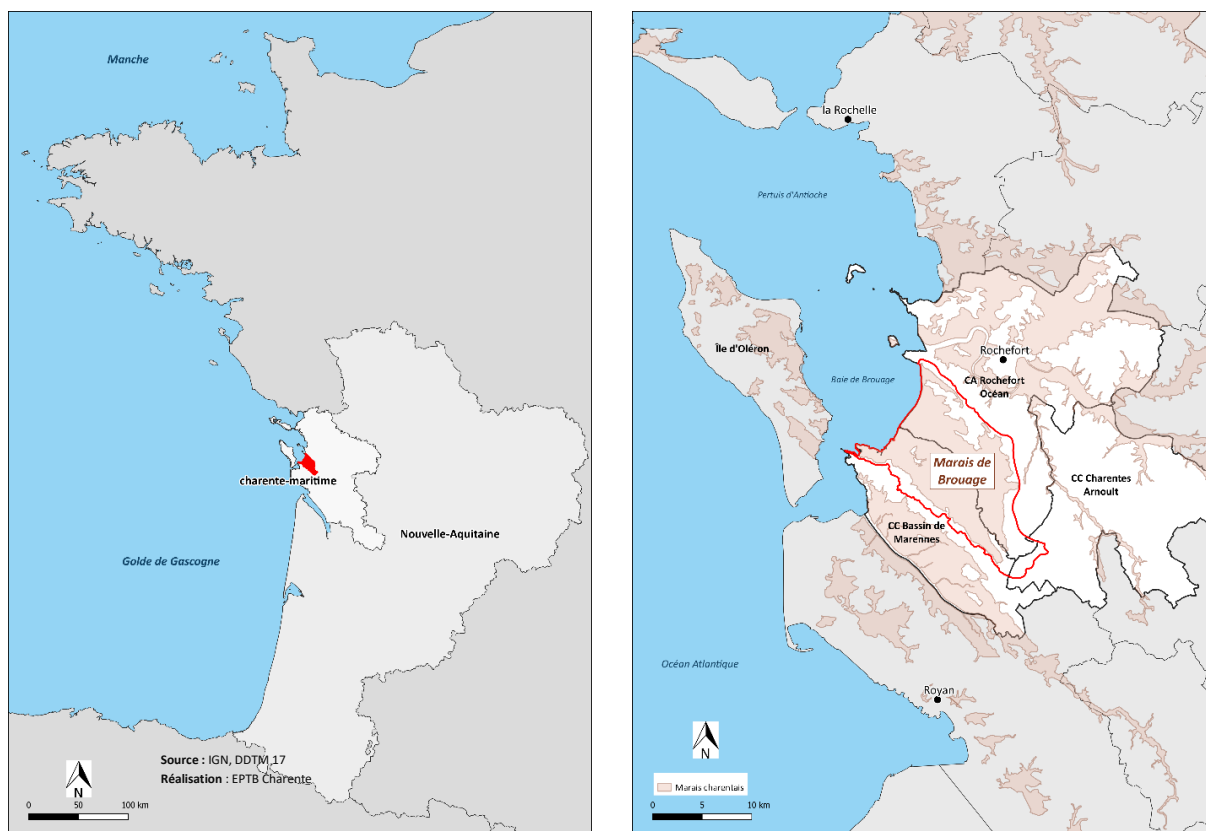 Manche
charente-maritime
Nouvelle-Aquitaine
Golde de Gascogne
Source : IGN, DDTM 17
Réalisation : EPTB Charente
N
0 50 100 km
la Rochelle
Pertuis d'Antioche
Île d'Oléron
Rochefort
Baie de Brouage
CA Rochefort
Océan
Marais de
Brouage
CC Charentes
Arnoult
CC Bassin de
Marennes
Océan Atlantique
Royan
N
Marais charentais
0 5 10 km